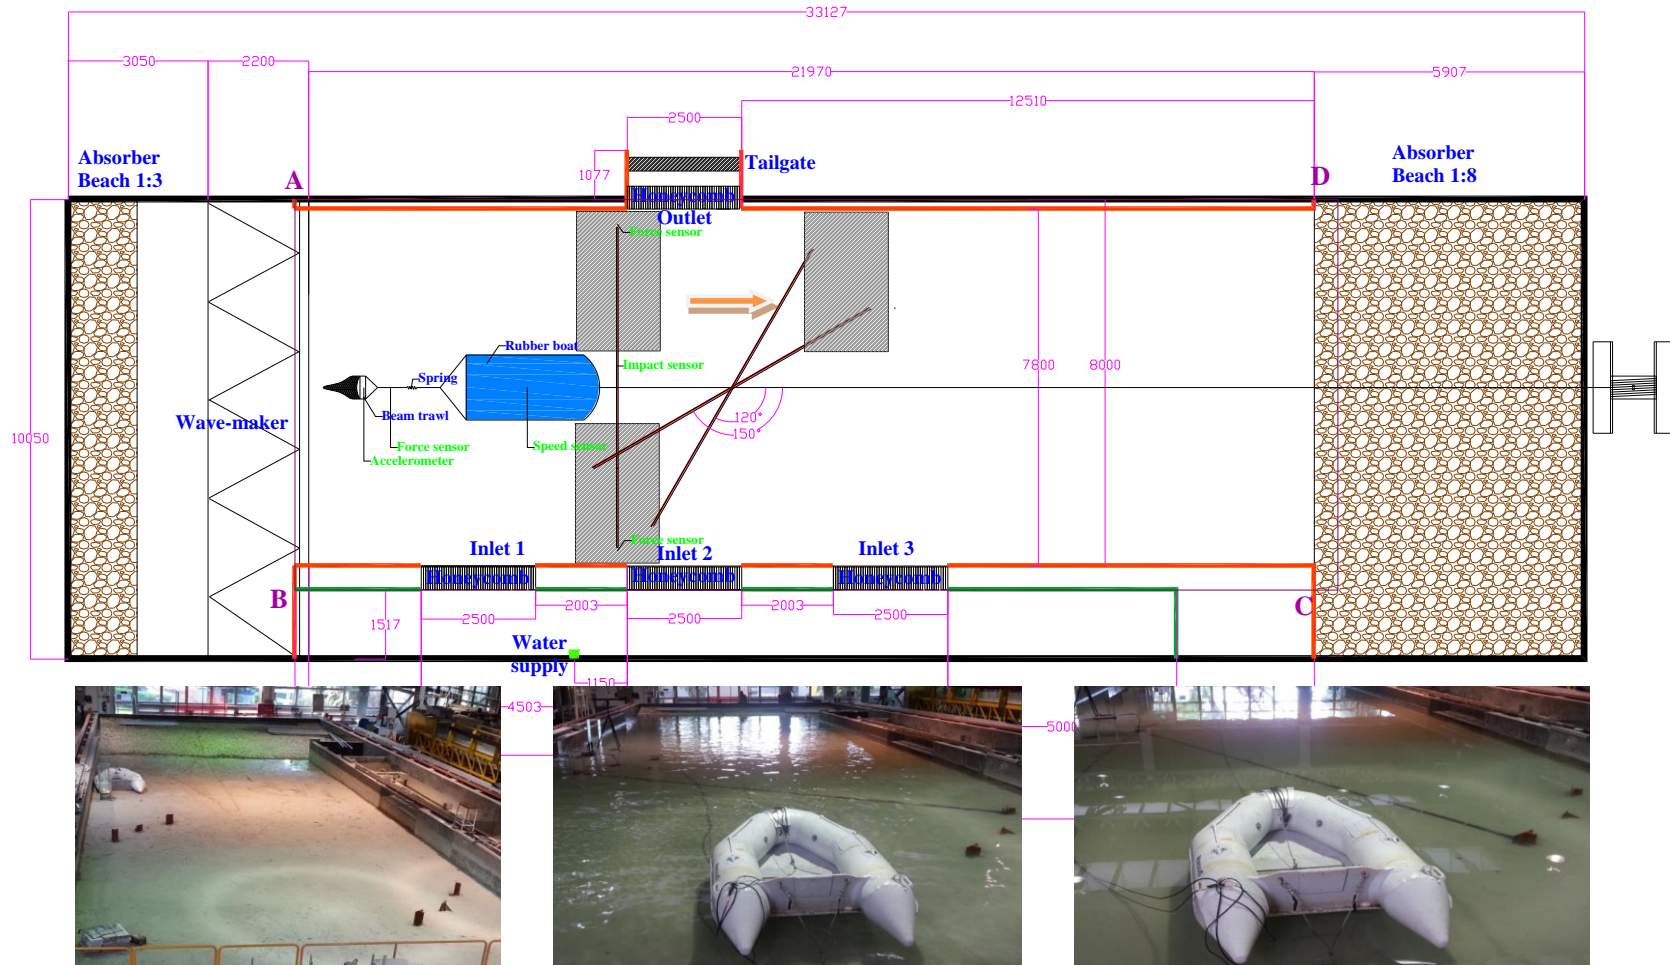 33127
3050
2200
21970
5907
12510
2500
Absorber
Beach 1:3
Absorber
Beach 1:8
Tailgate
1077
A
D
Honeycomb
Outlet
Force sensor
Rubber boat
Impact sensor
7800
8000
Spring
Beam trawl
Wave-maker
120°
150°
10050
Force sensor
Speed sensor
Accelerometer
Force sensor
Inlet 1
Inlet 2
Inlet 3
Honeycomb
Honeycomb
Honeycomb
B
C
2003
2003
2500
2500
2500
1517
Water
supply
1150
4503
5000